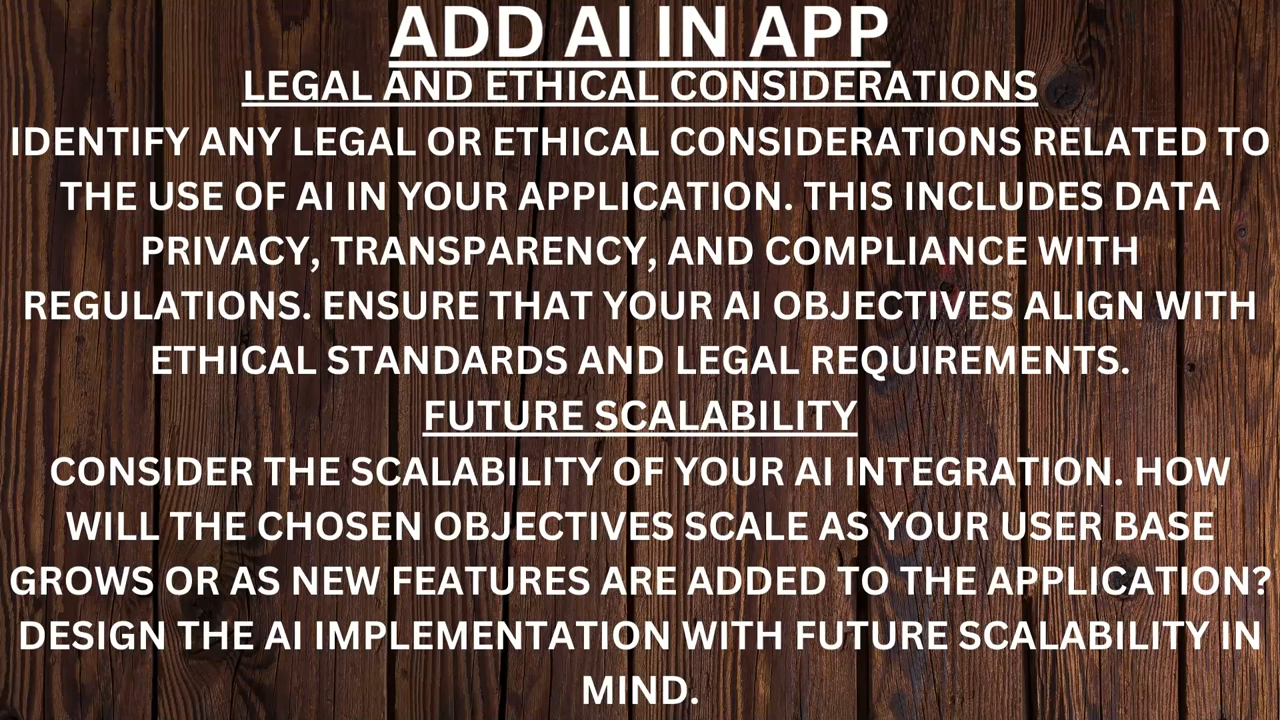 ADD AI IN APP
LEGAL AND ETHICAL CONSIDERATIONS
IDENTIFY ANY LEGAL OR ETHICAL CONSIDERATIONS RELATED TO
THE USE OF AI IN YOUR APPLICATION. THIS INCLUDES DATA
PRIVACY, TRANSPARENCY, AND COMPLIANCE WITH
REGULATIONS. ENSURE THAT YOUR AI OBJECTIVES ALIGN WITH
ETHICAL STANDARDS AND LEGAL REQUIREMENTS.
FUTURE SCALABILITY
CONSIDER THE SCALABILITY OF YOUR AI INTEGRATION. HOW
WILL THE CHOSEN OBJECTIVES SCALE AS YOUR USER BASE
GROWS OR AS NEW FEATURES ARE ADDED TO THE APPLICATION?
DESIGN THE AI IMPLEMENTATION WITH FUTURE SCALABILITY IN
MIND.